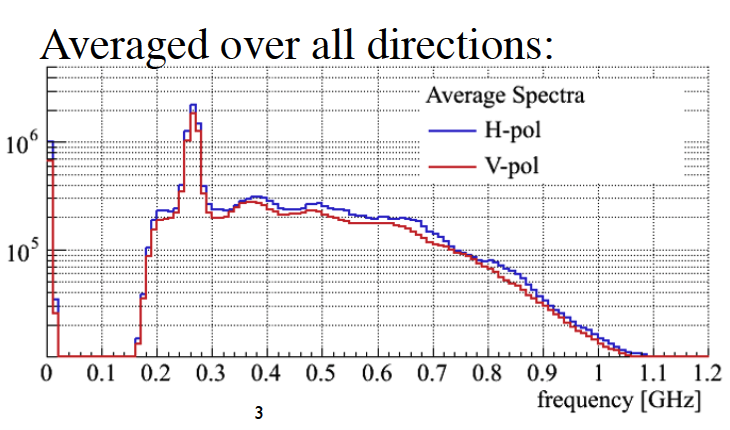 Averaged over all directions:
Average Spectra
H-pol
V-pol
10⁶
10⁵
0 0.1 0.2 0.3 0.4 0.5 0.6 0.7 0.8 0.9 1 1.1 1.2
frequency [GHz]
3